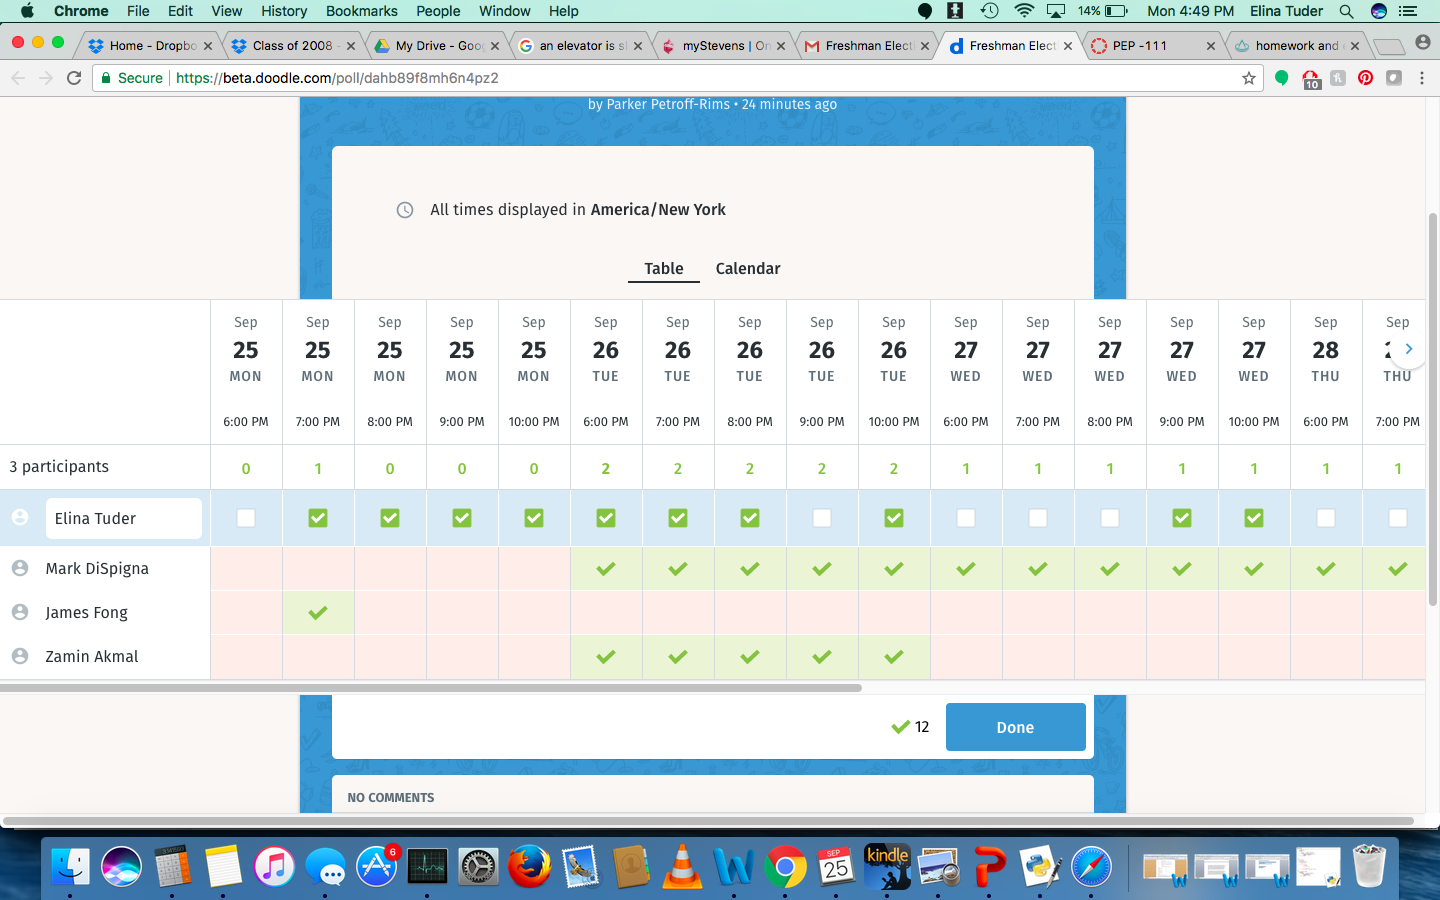 Chrome File Edit View History Bookmarks People Window Help 14% Mon 4:49 PM Elina Tuder
Home - Dropbo Class of 2008 - My Drive - Goo an elevator is s myStevens | On Freshman Elect Freshman Elect PEP -111 homework and
Secure https://beta.doodle.com/poll/dahb89f8mh6n4pz2 10
by Parker Petroff-Rims • 24 minutes ago
All times displayed in America/New York
Table Calendar
Sep Sep Sep Sep Sep Sep Sep Sep Sep Sep Sep Sep Sep Sep Sep Sep Sep
25 25 25 25 25 26 26 26 26 26 27 27 27 27 27 28
MON MON MON MON MON TUE TUE TUE TUE TUE WED WED WED WED WED THU THU
6:00 PM 7:00 PM 8:00 PM 9:00 PM 10:00 PM 6:00 PM 7:00 PM 8:00 PM 9:00 PM 10:00 PM 6:00 PM 7:00 PM 8:00 PM 9:00 PM 10:00 PM 6:00 PM 7:00 PM
3 participants 0 1 0 0 0 2 2 2 2 2 1 1 1 1 1 1 1
Elina Tuder
Mark DiSpigna
James Fong
Zamin Akmal
12 Done
NO COMMENTS
6
SEP
25
kindle